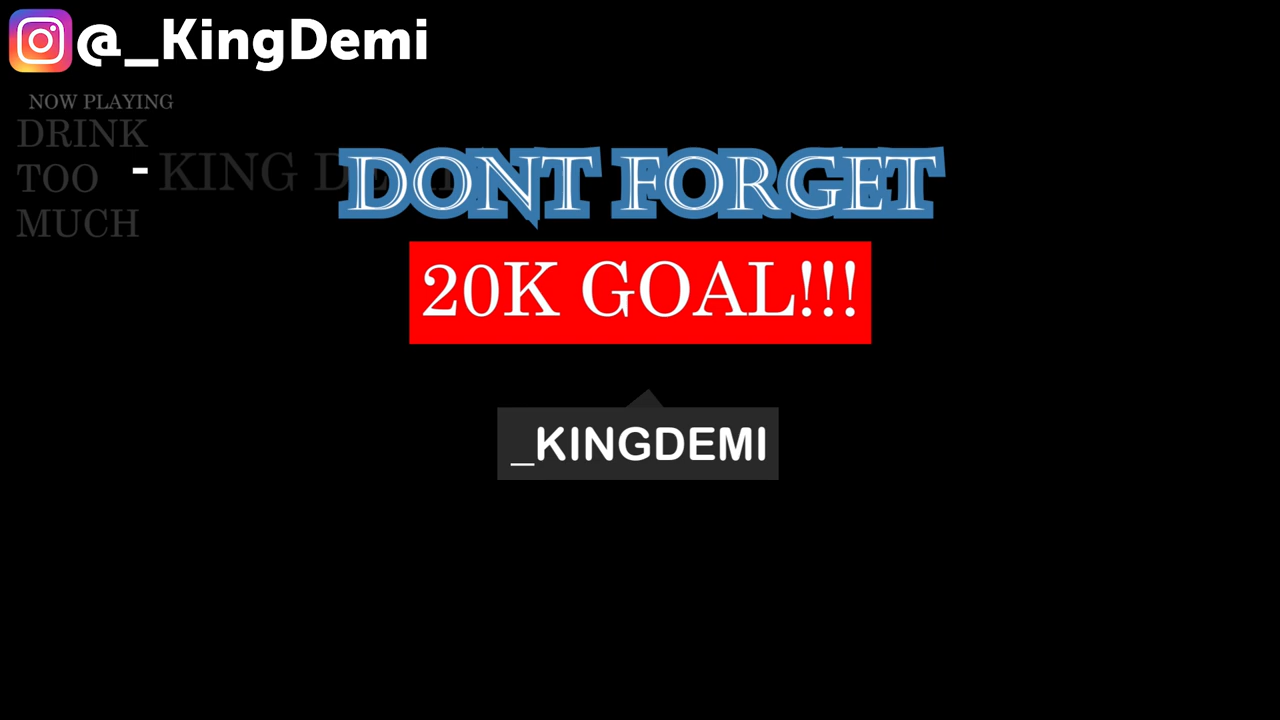 @_KingDemi
NOW PLAYING
DRINK
TOO
MUCH
- KING
DONT FORGET
20K GOAL!!!
_KINGDEMI